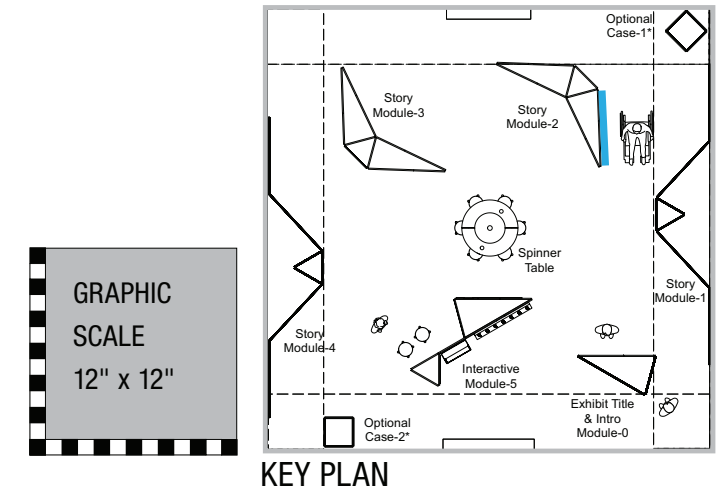 GRAPHIC
SCALE
12" x 12"
Optional
Case-1*
Story
Module-3
Story
Module-2
Spinner
Table
Story
Module-1
Story
Module-4
Interactive
Module-5
Exhibit Title
& Intro
Module-0
Optional
Case-2*
KEY PLAN